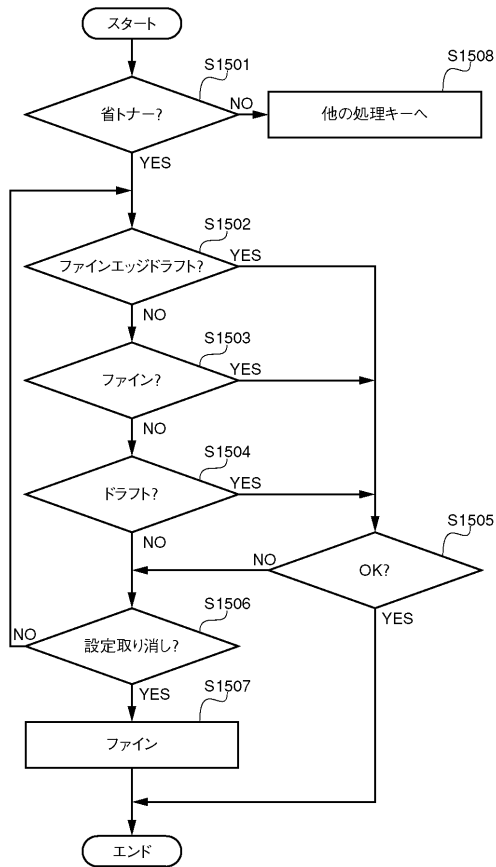 スタート
S1501
省トナー?
NO
YES
S1508
他の処理キーへ
S1502
ファインエッジドラフト?
YES
NO
S1503
ファイン?
YES
NO
S1504
ドラフト?
YES
NO
S1505
OK?
NO
YES
S1506
設定取り消し?
NO
YES
S1507
ファイン
エンド